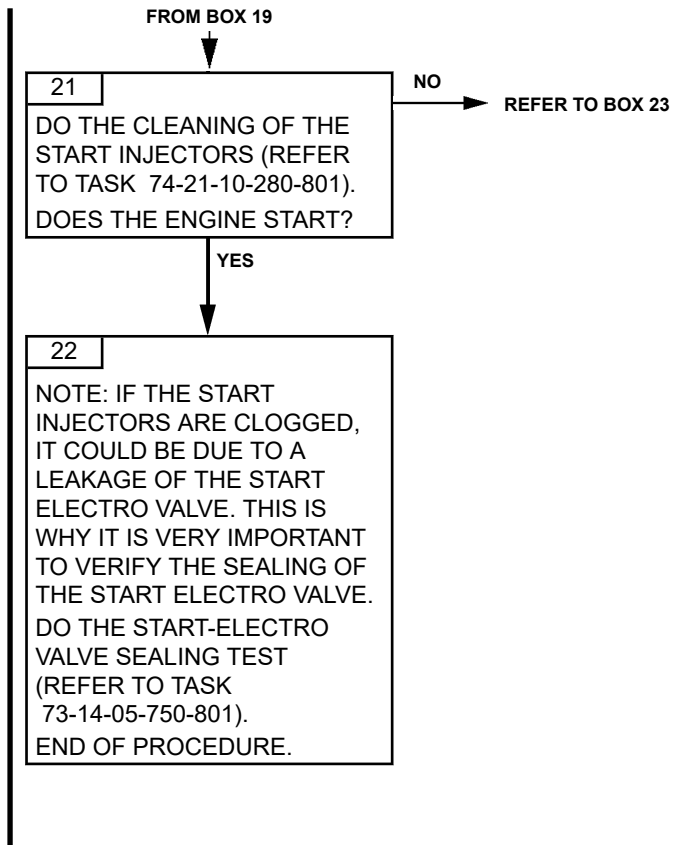 FROM BOX 19
21
NO
REFER TO BOX 23
DO THE CLEANING OF THE
START INJECTORS (REFER
TO TASK 74-21-10-280-801).
DOES THE ENGINE START?
YES
22
NOTE: IF THE START
INJECTORS ARE CLOGGED,
IT COULD BE DUE TO A
LEAKAGE OF THE START
ELECTRO VALVE. THIS IS
WHY IT IS VERY IMPORTANT
TO VERIFY THE SEALING OF
THE START ELECTRO VALVE.
DO THE START-ELECTRO
VALVE SEALING TEST
(REFER TO TASK
73-14-05-750-801).
END OF PROCEDURE.